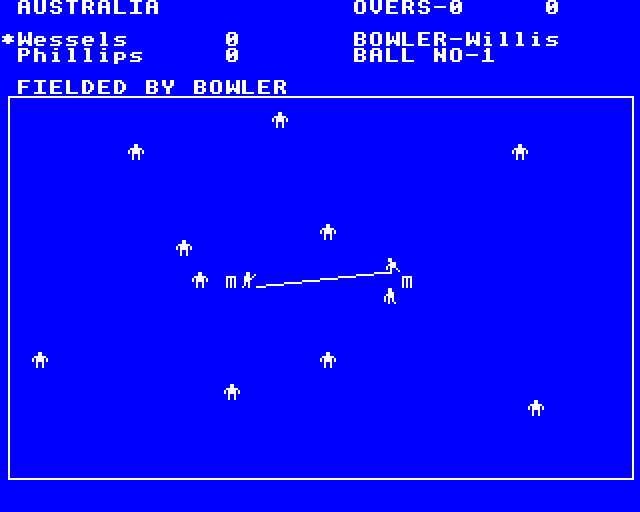 AUSTRALIA OVERS-0 0
*Wessels 0 BOWLER-Willis
Phillips 0 BALL NO-1
FIELDED BY BOWLER